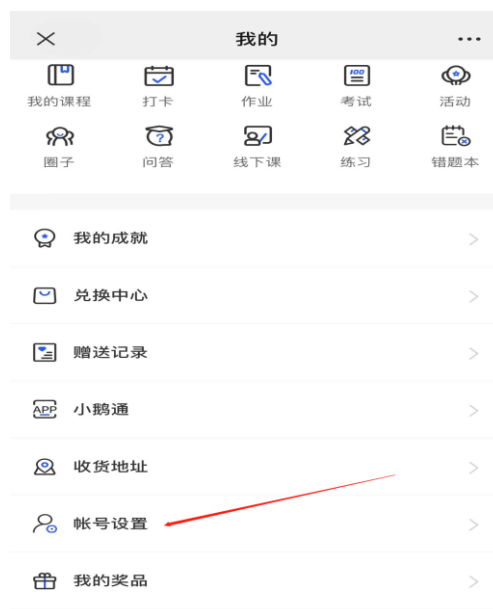 我的
我的课程 打卡 作业 考试 活动
圈子 问答 线下课 练习 错题本
我的成就
兑换中心
赠送记录
APP 小鹅通
收货地址
帐号设置
我的奖品